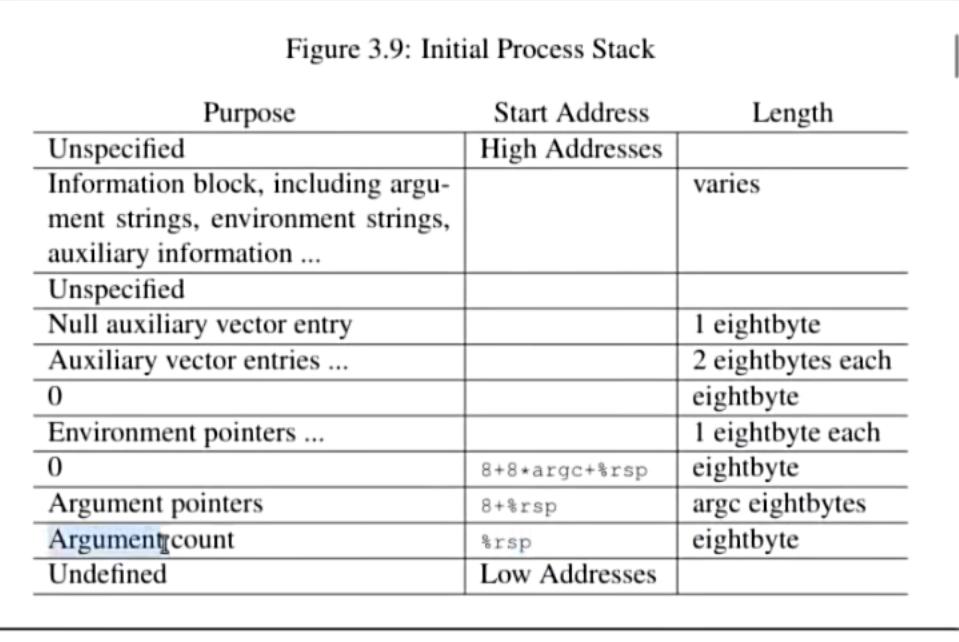 Figure 3.9: Initial Process Stack
Purpose Start Address Length
Unspecified High Addresses
Information block, including argu- varies
ment strings, environment strings,
auxiliary information ...
Unspecified
Null auxiliary vector entry 1 eightbyte
Auxiliary vector entries ... 2 eightbytes each
0 eightbyte
Environment pointers ... 1 eightbyte each
0 8+8*argc+%rsp eightbyte
Argument pointers 8+%rsp argc eightbytes
Argument count %rsp eightbyte
Undefined Low Addresses